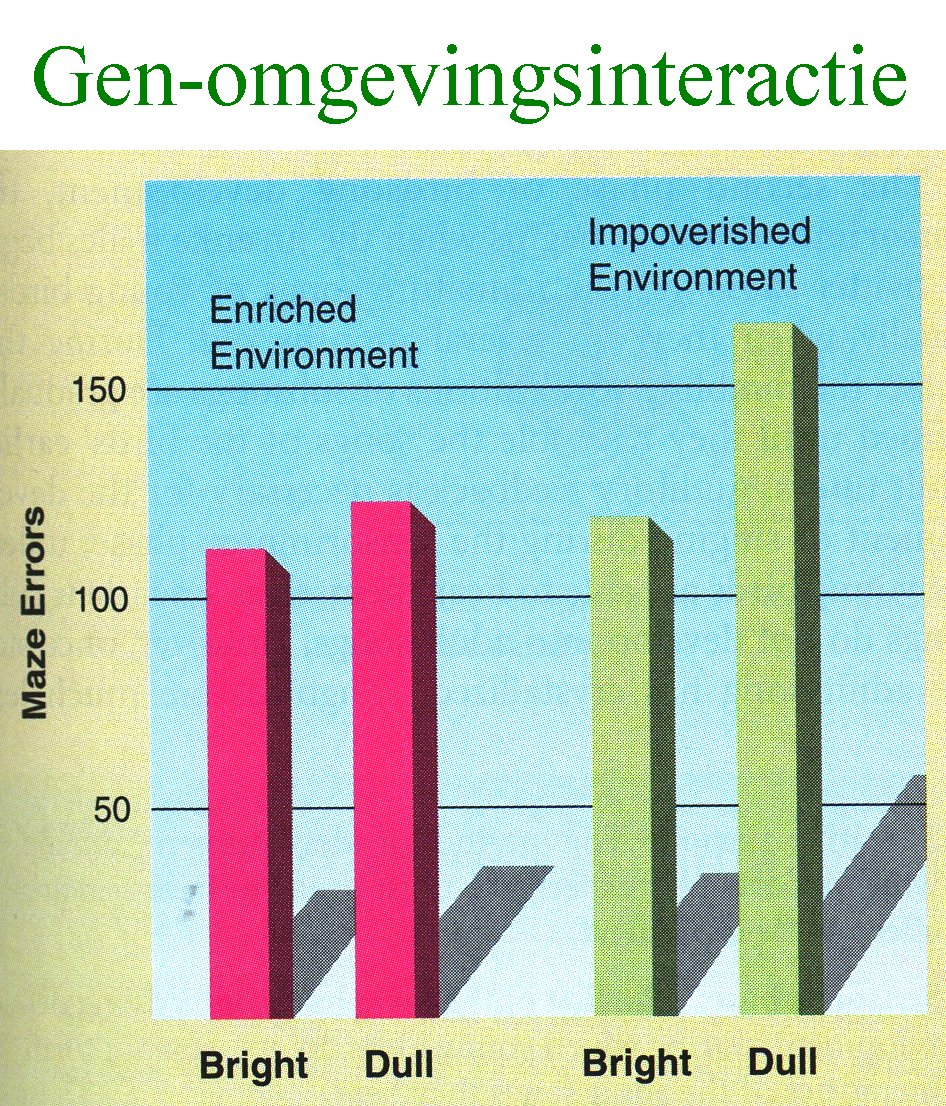 Gen-omgevingsinteractie
Impoverished
Environment
Enriched
Environment
150
100
50
Maze Errors
Bright
Dull
Bright
Dull